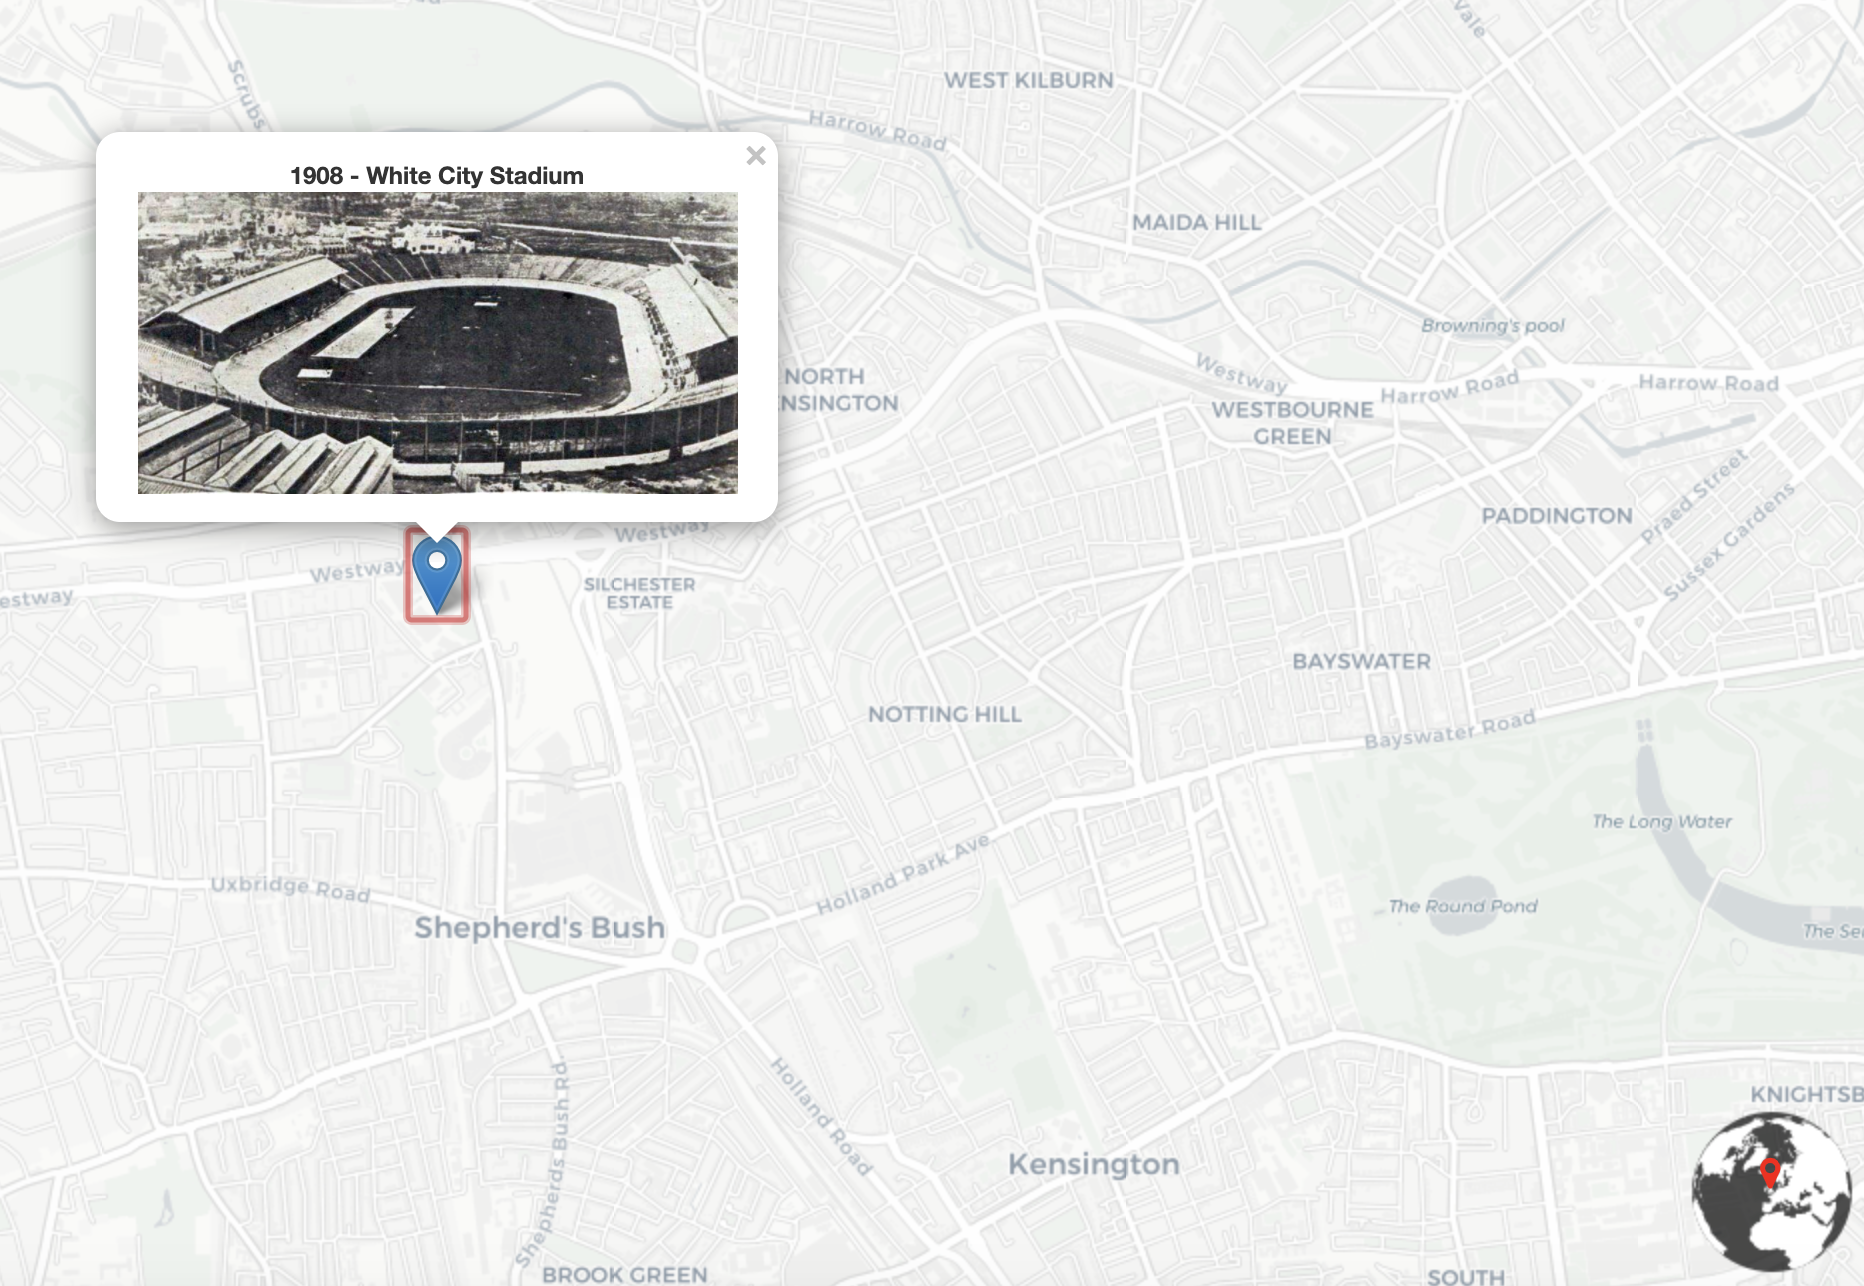 Scrubs
Vale
WEST KILBURN
Harrow Road
×
1908 - White City Stadium
MAIDA HILL
Browning's pool
NORTH
NSINGTON
Westway
Harrow Road
Harrow Road
WESTBOURNE
GREEN
Praed Street
Sussex Gardens
PADDINGTON
Westway
Westway
estway
SILCHESTER
ESTATE
BAYSWATER
NOTTING HILL
Bayswater Road
The Long Water
Holland Park Ave
Uxbridge Road
The Round Pond
Shepherd's Bush
The Se
Holland Road
Shepherds Bush Rd.
KNIGHTSB
Kensington
BROOK GREEN
SOUTH